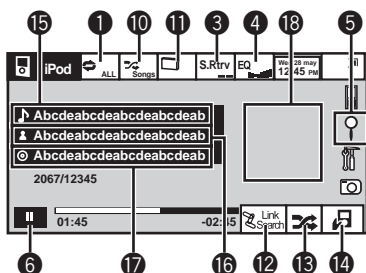 15 1 10 11 3 4 18 5
iPod ALL Songs S.Rtrv EQ Wed 28 may
12:45 PM
Abcdeabcdeabcdeabcdeab
Abcdeabcdeabcdeabcdeab
Abcdeabcdeabcdeabcdeab
2067/12345
01:45 -02:45 Link
Search
6 17 16 12 13 14